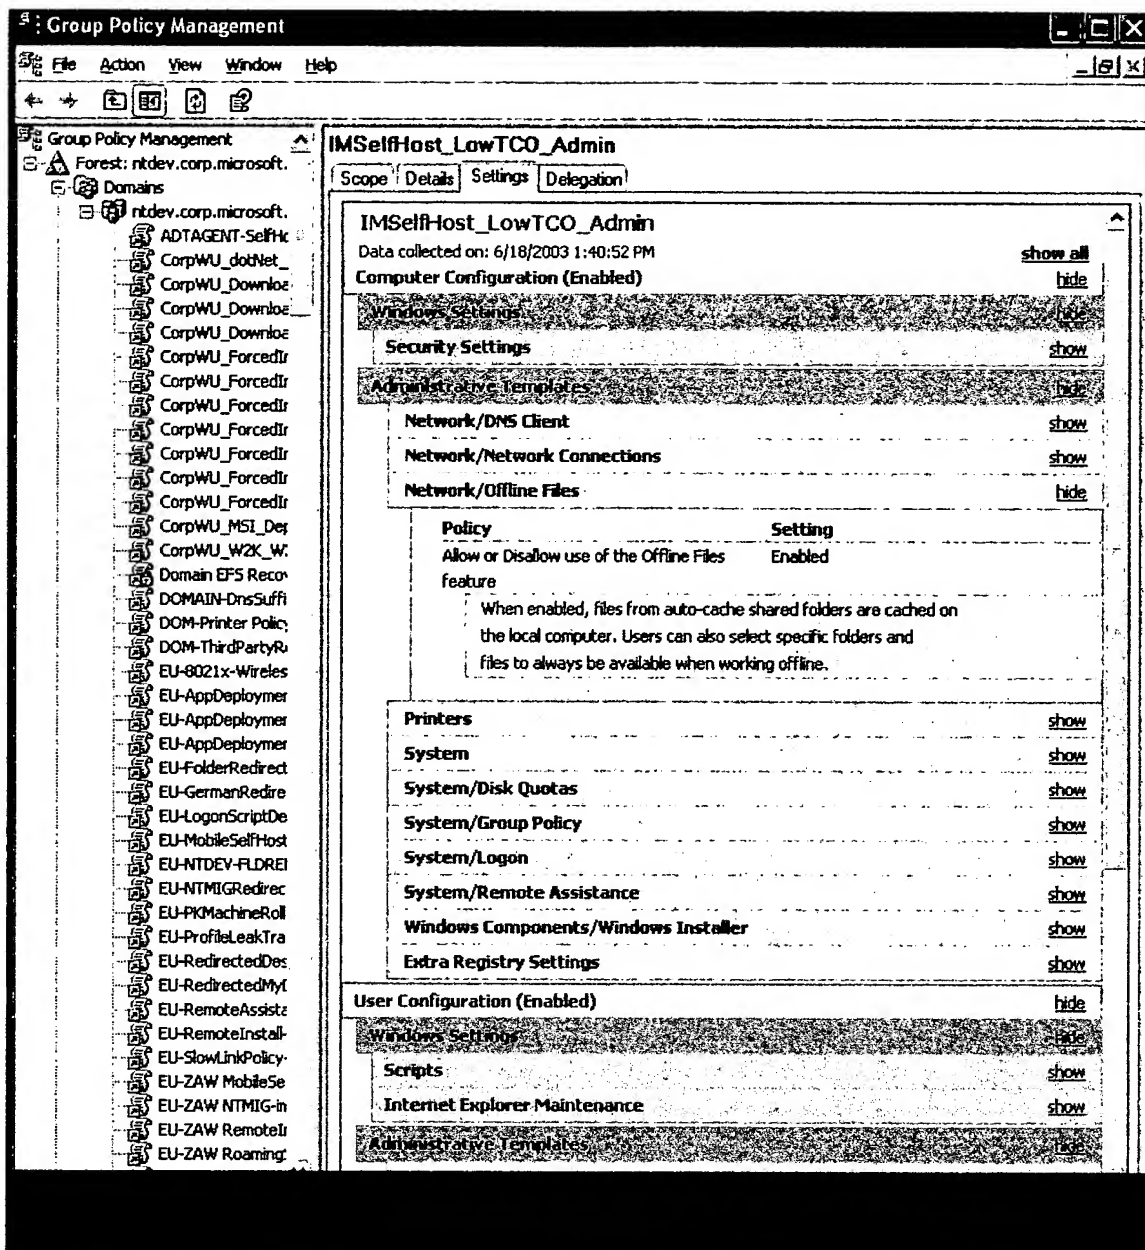 Group Policy Management
File Action View Window Help
Group Policy Management
Forest: ntdev.corp.microsoft.
Domains
ntdev.corp.microsoft.
ADTAGENT-SelfHc
CorpWU_dotNet_
CorpWU_Downloa
CorpWU_Downloa
CorpWU_Downloa
CorpWU_ForcedIr
CorpWU_ForcedIr
CorpWU_ForcedIr
CorpWU_ForcedIr
CorpWU_ForcedIr
CorpWU_ForcedIr
CorpWU_ForcedIr
CorpWU_MSI_Dep
CorpWU_W2K_W
Domain EFS Reco
DOMAIN-DnsSuffi
DOM-Printer Policy
DOM-ThirdPartyR
EU-8021x-Wireles
EU-AppDeploymer
EU-AppDeploymer
EU-AppDeploymer
EU-FolderRedirect
EU-GermanRedire
EU-LogonScriptDe
EU-MobileSelfHost
EU-NTDEV-FLDREI
EU-NTMIGRedirec
EU-PKMachineRoll
EU-ProfileLeakTra
EU-RedirectedDes
EU-RedirectedMyD
EU-RemoteAssista
EU-RemoteInstall-
EU-SlowLinkPolicy-
EU-ZAW MobileSe
EU-ZAW NTMIG-in
EU-ZAW RemoteIr
EU-ZAW Roaming
IMSelfHost_LowTCO_Admin
Scope Details Settings Delegation
IMSelfHost_LowTCO_Admin
Data collected on: 6/18/2003 1:40:52 PM show all
Computer Configuration (Enabled) hide
Windows Settings hide
Security Settings show
Administrative Templates hide
Network/DNS Client show
Network/Network Connections show
Network/Offline Files hide
Policy Setting
Allow or Disallow use of the Offline Files Enabled
feature
When enabled, files from auto-cache shared folders are cached on
the local computer. Users can also select specific folders and
files to always be available when working offline.
Printers show
System show
System/Disk Quotas show
System/Group Policy show
System/Logon show
System/Remote Assistance show
Windows Components/Windows Installer show
Extra Registry Settings show
User Configuration (Enabled) hide
Windows Settings hide
Scripts show
Internet Explorer Maintenance show
Administrative Templates hide